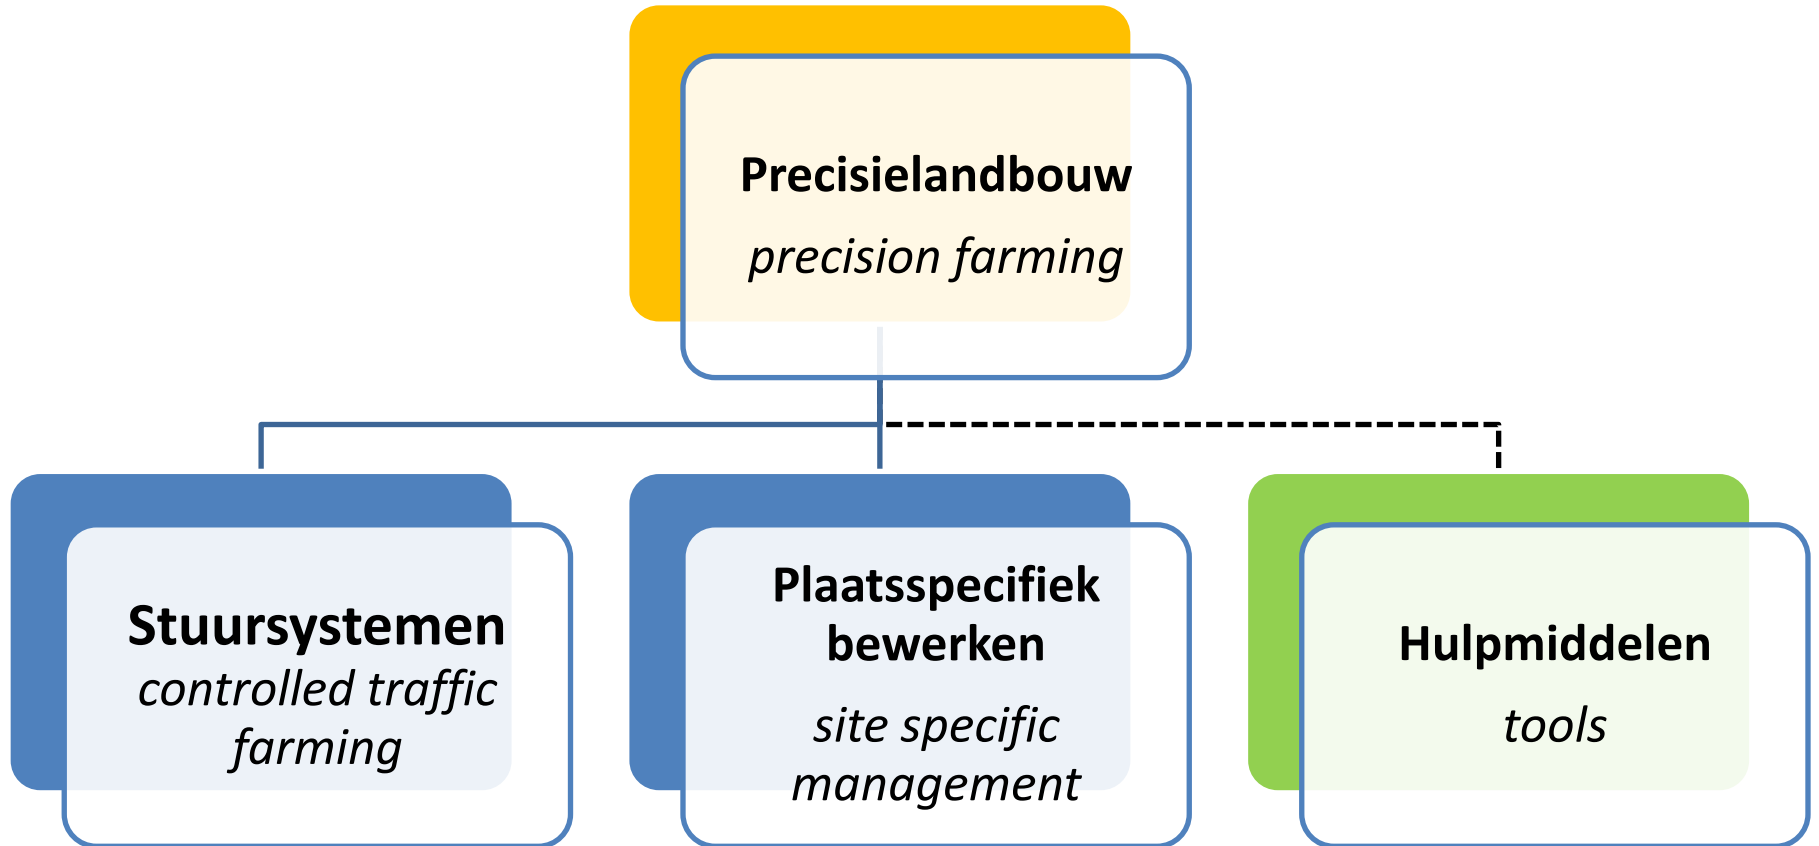 Precisielandbouw
precision farming
Stuursystemen
controlled traffic
farming
Plaatsspecifiek
bewerken
site specific
management
Hulpmiddelen
tools